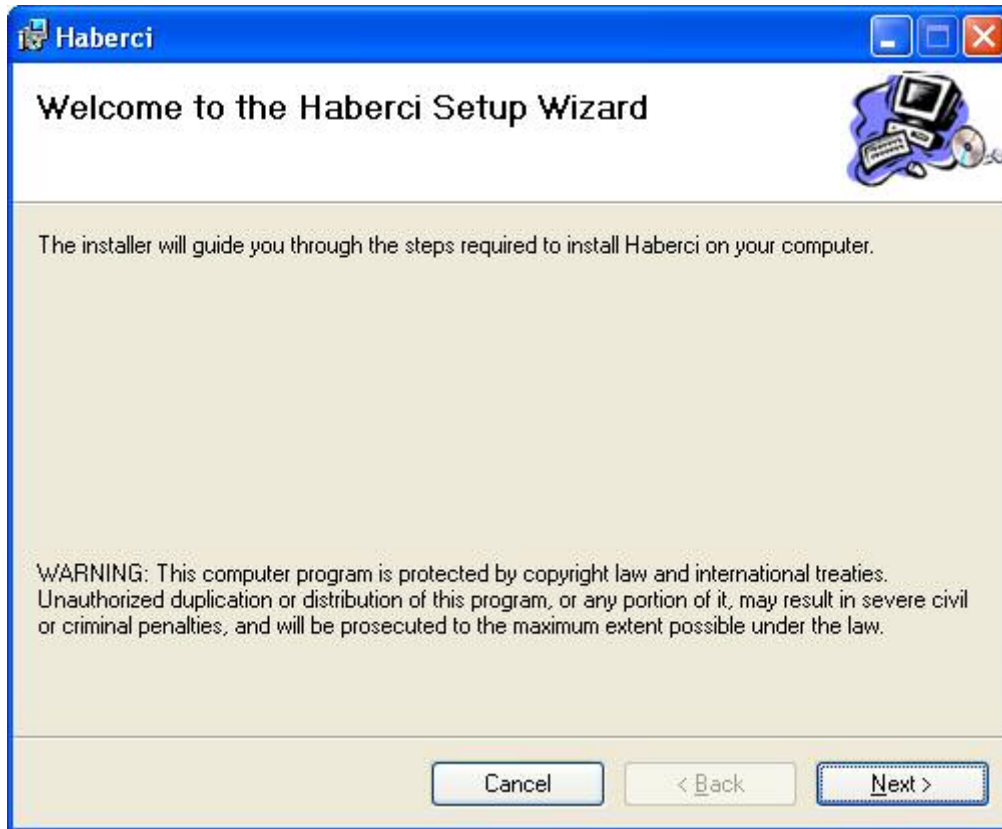 Haberci
Welcome to the Haberci Setup Wizard
The installer will guide you through the steps required to install Haberci on your computer.
WARNING: This computer program is protected by copyright law and international treaties.
Unauthorized duplication or distribution of this program, or any portion of it, may result in severe civil
or criminal penalties, and will be prosecuted to the maximum extent possible under the law.
Cancel
< Back
Next >